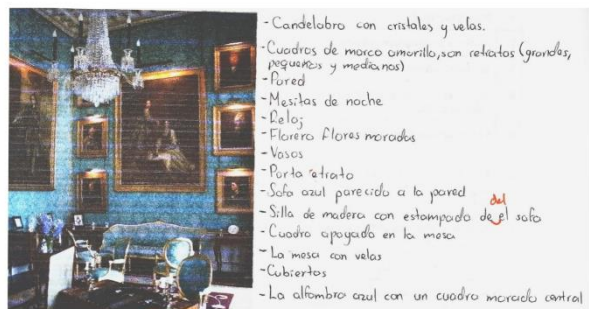 - Candelabro con cristales y velas.
- Cuadros de marco amarillo, son retratos (grandes,
pequeños y medianos)
- Pared
- Mesitas de noche
- Reloj
- Florero flores moradas
- Vasos
- Porta retrato
- Sofa azul parecido a la pared
del
- Silla de madera con estampado de el sofa
- Cuadro apoyado en la mesa
- La mesa con velas
- Cubiertos
- La alfombra azul con un cuadro morado central